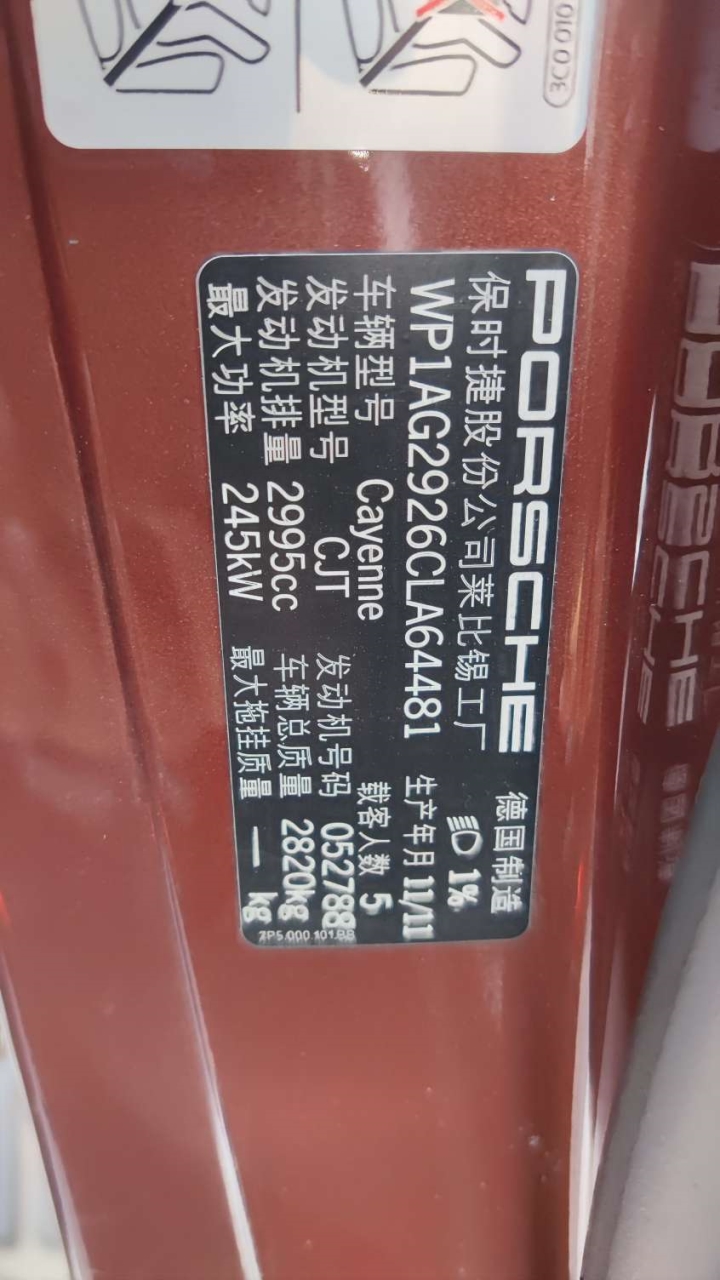 3C0 010
PORSCHE 德国制造
保时捷股份公司莱比锡工厂 1%
WP1AG2926CLA64481 生产年月 11/11
车辆型号 Cayenne 载客人数 5
发动机型号 CJT 发动机号码 052788
发动机排量 2995cc 车辆总质量 2820kg
最大功率 245kW 最大拖挂质量 — kg
7P5.000 101.BB